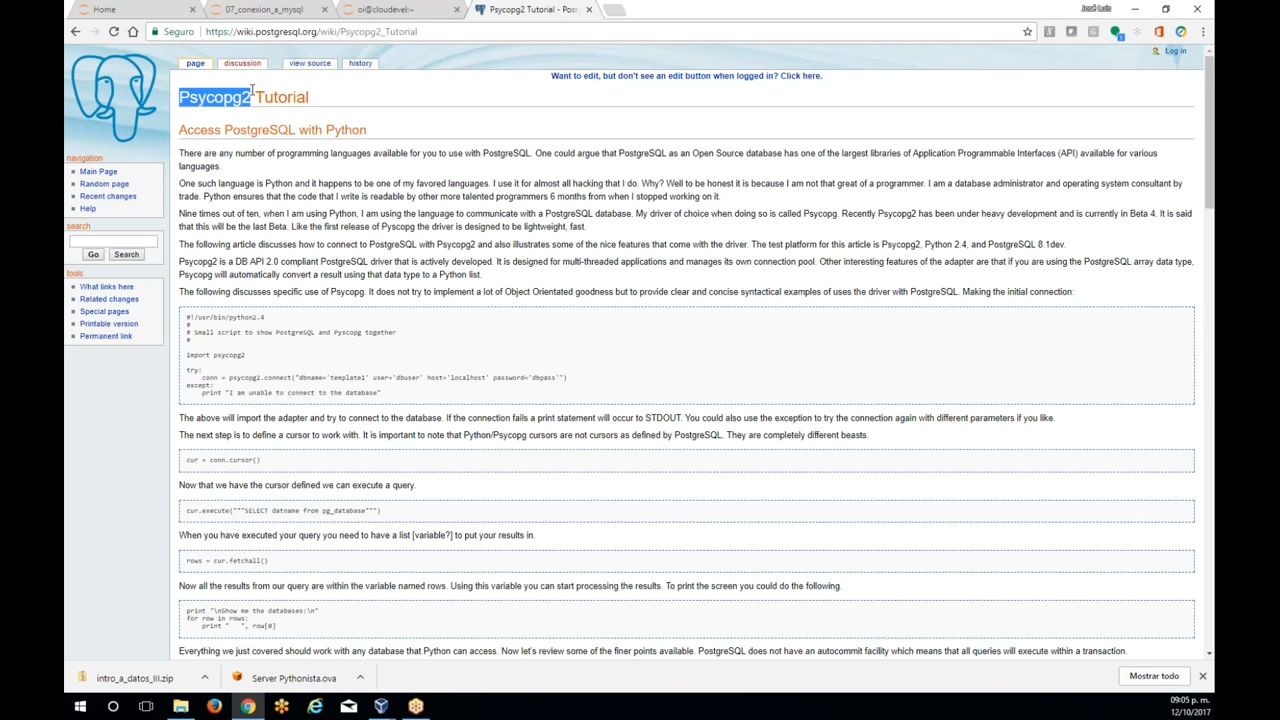 Home
07_conexion_a_mysql
oi@cloudevel:~
Psycopg2 Tutorial - Post
José Luis
Seguro
https://wiki.postgresql.org/wiki/Psycopg2_Tutorial
Log in
page
discussion
view source
history
Want to edit, but don't see an edit button when logged in? Click here.
Psycopg2 Tutorial
Access PostgreSQL with Python
There are any number of programming languages available for you to use with PostgreSQL. One could argue that PostgreSQL as an Open Source database has one of the largest libraries of Application Programmable Interfaces (API) available for various
languages.
One such language is Python and it happens to be one of my favored languages. I use it for almost all hacking that I do. Why? Well to be honest it is because I am not that great of a programmer. I am a database administrator and operating system consultant by
trade. Python ensures that the code that I write is readable by other more talented programmers 6 months from when I stopped working on it.
Nine times out of ten, when I am using Python, I am using the language to communicate with a PostgreSQL database. My driver of choice when doing so is called Psycopg. Recently Psycopg2 has been under heavy development and is currently in Beta 4. It is said
that this will be the last Beta. Like the first release of Pyscopg the driver is designed to be lightweight, fast.
The following article discusses how to connect to PostgreSQL with Psycopg2 and also illustrates some of the nice features that come with the driver. The test platform for this article is Psycopg2, Python 2.4, and PostgreSQL 8.1dev.
Psycopg2 is a DB API 2.0 compliant PostgreSQL driver that is actively developed. It is designed for multi-threaded applications and manages its own connection pool. Other interesting features of the adapter are that if you are using the PostgreSQL array data type,
Psycopg will automatically convert a result using that data type to a Python list.
The following discusses specific use of Psycopg. It does not try to implement a lot of Object Orientated goodness but to provide clear and concise syntactical examples of uses the driver with PostgreSQL. Making the initial connection:
#!/usr/bin/python2.4
#
# Small script to show PostgreSQL and Pyscopg together
#
import psycopg2
try:
conn = psycopg2.connect("dbname='template1' user='dbuser' host='localhost' password='dbpass'")
except:
print "I am unable to connect to the database"
The above will import the adapter and try to connect to the database. If the connection fails a print statement will occur to STDOUT. You could also use the exception to try the connection again with different parameters if you like.
The next step is to define a cursor to work with. It is important to note that Python/Psycopg cursors are not cursors as defined by PostgreSQL. They are completely different beasts.
cur = conn.cursor()
Now that we have the cursor defined we can execute a query.
cur.execute("""SELECT datname from pg_database""")
When you have executed your query you need to have a list [variable?] to put your results in.
rows = cur.fetchall()
Now all the results from our query are within the variable named rows. Using this variable you can start processing the results. To print the screen you could do the following.
print "\nShow me the databases:\n"
for row in rows:
print "   ", row[0]
Everything we just covered should work with any database that Python can access. Now let's review some of the finer points available. PostgreSQL does not have an autocommit facility which means that all queries will execute within a transaction.
navigation
Main Page
Random page
Recent changes
Help
search
Go
Search
tools
What links here
Related changes
Special pages
Printable version
Permanent link
intro_a_datos_III.zip
Server Pythonista.ova
Mostrar todo
09:05 p. m.
12/10/2017